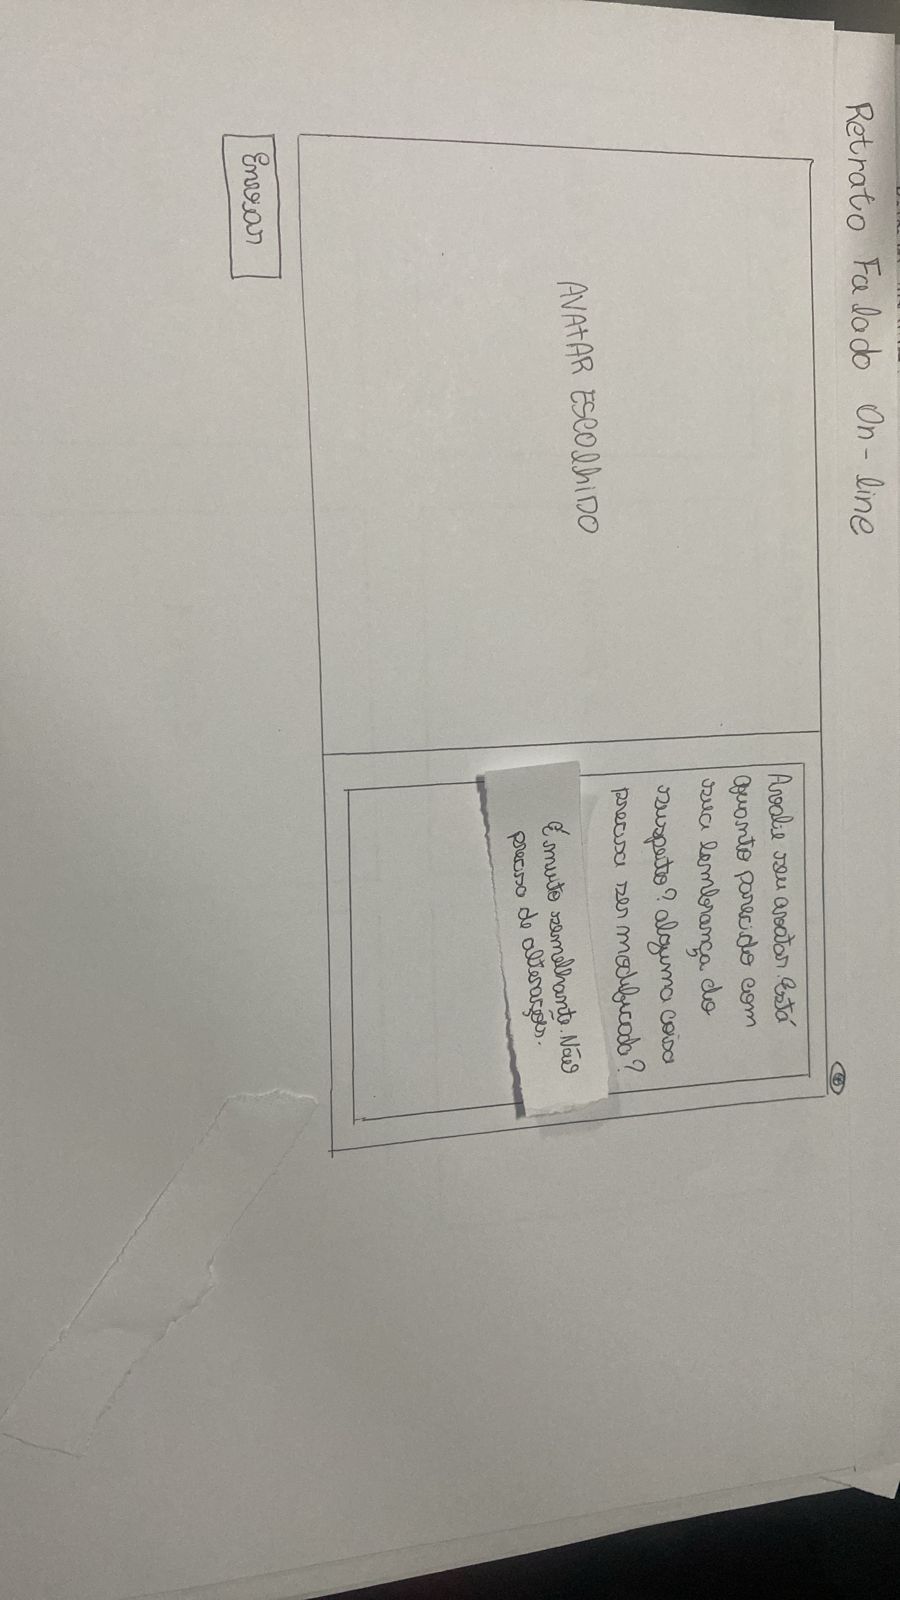 Retrato Falado On-line
Avalie seu avatar. Está
quanto parecido com
sua lembrança do
suspeito? alguma coisa
precisa ser modificada?
AVATAR ESCOLHIDO
É muito semelhante. Não
preciso de alterações.
Enviar